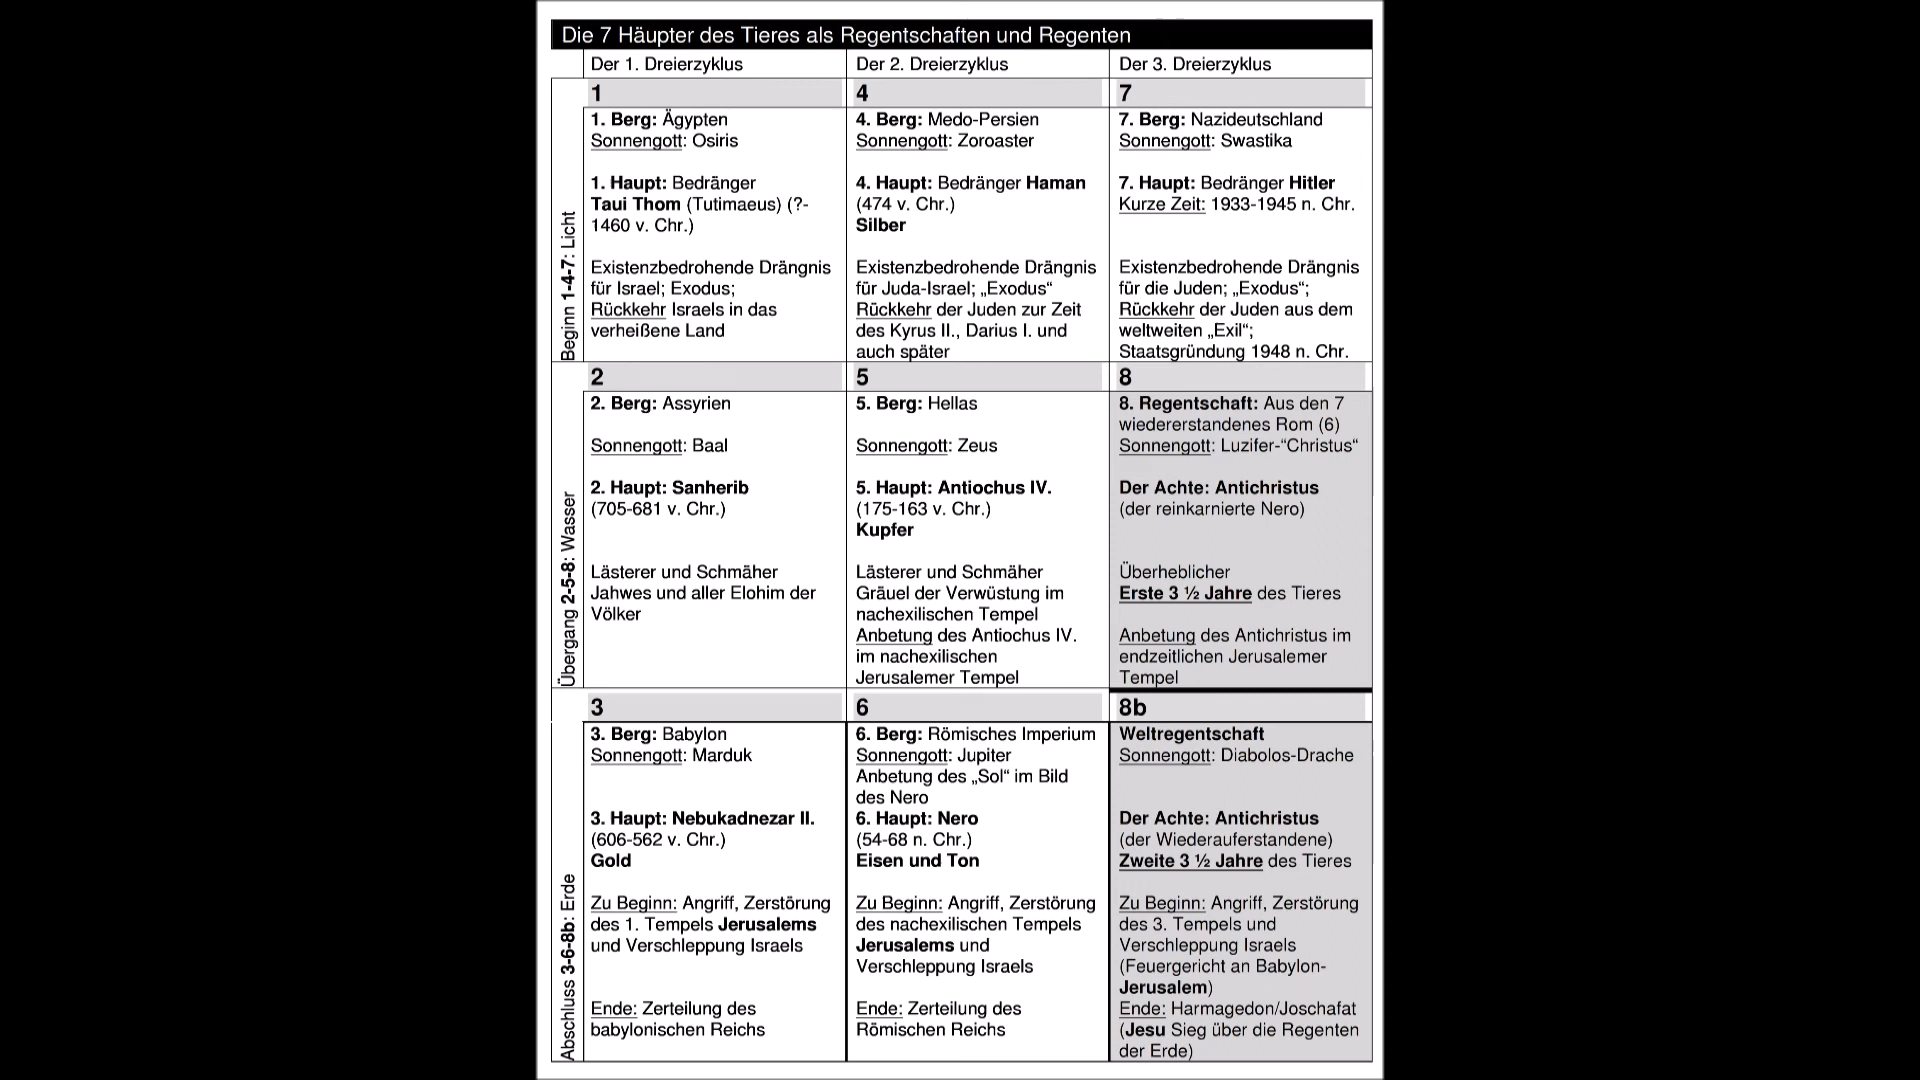 Die 7 Häupter des Tieres als Regentschaften und Regenten
Der 1. Dreierzyklus
Der 2. Dreierzyklus
Der 3. Dreierzyklus
Beginn 1-4-7: Licht
1
1. Berg: Ägypten
Sonnengott: Osiris
1. Haupt: Bedränger
Taui Thom (Tutimaeus) (?-
1460 v. Chr.)
Existenzbedrohende Drängnis
für Israel; Exodus;
Rückkehr Israels in das
verheißene Land
4
4. Berg: Medo-Persien
Sonnengott: Zoroaster
4. Haupt: Bedränger Haman
(474 v. Chr.)
Silber
Existenzbedrohende Drängnis
für Juda-Israel; „Exodus“
Rückkehr der Juden zur Zeit
des Kyrus II., Darius I. und
auch später
7
7. Berg: Nazideutschland
Sonnengott: Swastika
7. Haupt: Bedränger Hitler
Kurze Zeit: 1933-1945 n. Chr.
Existenzbedrohende Drängnis
für die Juden; „Exodus“;
Rückkehr der Juden aus dem
weltweiten „Exil“;
Staatsgründung 1948 n. Chr.
Übergang 2-5-8: Wasser
2
2. Berg: Assyrien
Sonnengott: Baal
2. Haupt: Sanherib
(705-681 v. Chr.)
Lästerer und Schmäher
Jahwes und aller Elohim der
Völker
5
5. Berg: Hellas
Sonnengott: Zeus
5. Haupt: Antiochus IV.
(175-163 v. Chr.)
Kupfer
Lästerer und Schmäher
Gräuel der Verwüstung im
nachexilischen Tempel
Anbetung des Antiochus IV.
im nachexilischen
Jerusalemer Tempel
8
8. Regentschaft: Aus den 7
wiedererstandenes Rom (6)
Sonnengott: Luzifer-“Christus“
Der Achte: Antichristus
(der reinkarnierte Nero)
Überheblicher
Erste 3 ½ Jahre des Tieres
Anbetung des Antichristus im
endzeitlichen Jerusalemer
Tempel
Abschluss 3-6-8b: Erde
3
3. Berg: Babylon
Sonnengott: Marduk
3. Haupt: Nebukadnezar II.
(606-562 v. Chr.)
Gold
Zu Beginn: Angriff, Zerstörung
des 1. Tempels Jerusalems
und Verschleppung Israels
Ende: Zerteilung des
babylonischen Reichs
6
6. Berg: Römisches Imperium
Sonnengott: Jupiter
Anbetung des „Sol“ im Bild
des Nero
6. Haupt: Nero
(54-68 n. Chr.)
Eisen und Ton
Zu Beginn: Angriff, Zerstörung
des nachexilischen Tempels
Jerusalems und
Verschleppung Israels
Ende: Zerteilung des
Römischen Reichs
8b
Weltregentschaft
Sonnengott: Diabolos-Drache
Der Achte: Antichristus
(der Wiederauferstandene)
Zweite 3 ½ Jahre des Tieres
Zu Beginn: Angriff, Zerstörung
des 3. Tempels und
Verschleppung Israels
(Feuergericht an Babylon-
Jerusalem)
Ende: Harmagedon/Joschafat
(Jesu Sieg über die Regenten
der Erde)